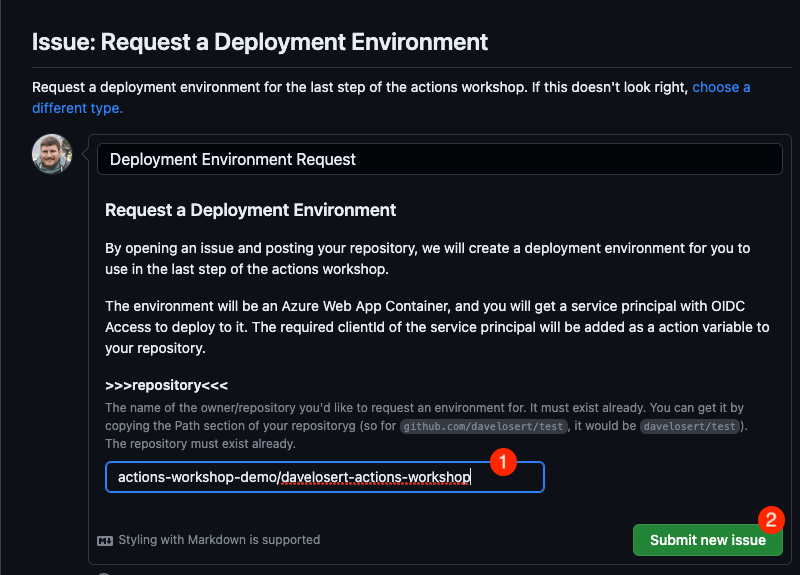 Issue: Request a Deployment Environment
Request a deployment environment for the last step of the actions workshop. If this doesn't look right, choose a
different type.
Deployment Environment Request
Request a Deployment Environment
By opening an issue and posting your repository, we will create a deployment environment for you to
use in the last step of the actions workshop.
The environment will be an Azure Web App Container, and you will get a service principal with OIDC
Access to deploy to it. The required clientId of the service principal will be added as a action variable to
your repository.
>>>repository<<<
The name of the owner/repository you'd like to request an environment for. It must exist already. You can get it by
copying the Path section of your repositoryg (so for github.com/davelosert/test, it would be davelosert/test).
The repository must exist already.
actions-workshop-demo/davelosert-actions-workshop
1
2
Styling with Markdown is supported
Submit new issue